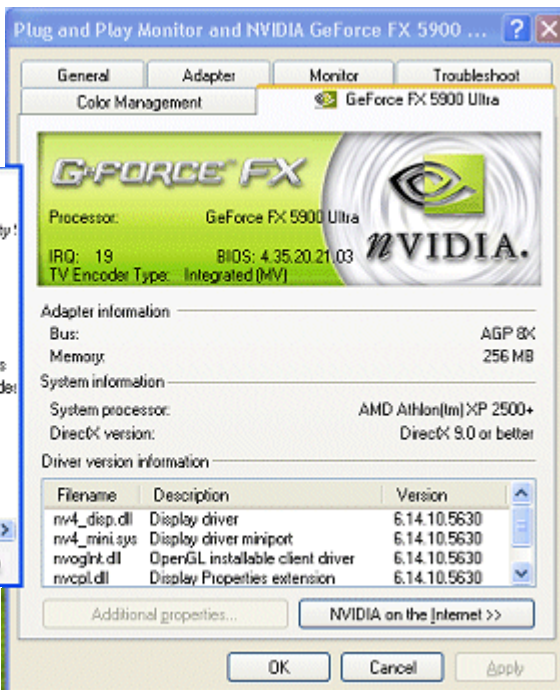 Plug and Play Monitor and NVIDIA GeForce FX 5900 ...
General Adapter Monitor Troubleshoot
Color Management GeForce FX 5900 Ultra
GEFORCE FX
Processor: GeForce FX 5900 Ultra
IRQ: 19 BIOS: 4.35.20.21.03
TV Encoder Type: Integrated (MV)
nVIDIA.
Adapter information
Bus: AGP 8X
Memory: 256 MB
System information
System processor: AMD Athlon(tm) XP 2500+
DirectX version: DirectX 9.0 or better
Driver version information
Filename Description Version
nv4_disp.dll Display driver 6.14.10.5630
nv4_mini.sys Display driver miniport 6.14.10.5630
nvoglnt.dll OpenGL installable client driver 6.14.10.5630
nvcpl.dll Display Properties extension 6.14.10.5630
Additional properties... NVIDIA on the Internet >>
OK Cancel Apply